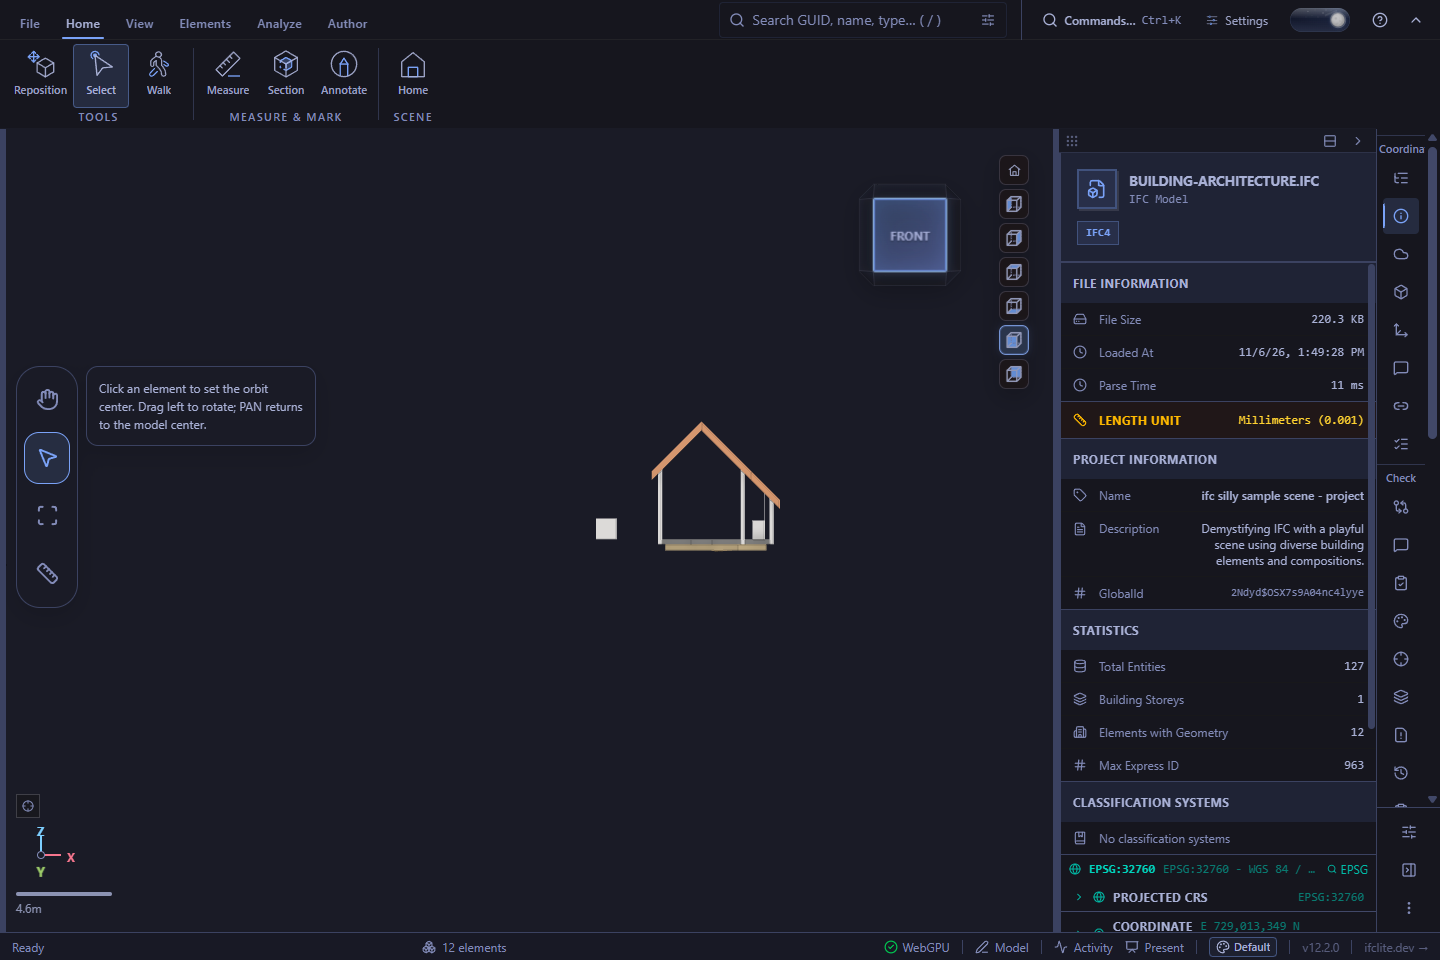 File Home View Elements Analyze Author
Search GUID, name, type... ( / )
Commands... Ctrl+K
Settings
Reposition Select Walk
TOOLS
Measure Section Annotate
MEASURE & MARK
Home
SCENE
FRONT
Click an element to set the orbit
center. Drag left to rotate; PAN returns
to the model center.
Z
X
Y
4.6m
BUILDING-ARCHITECTURE.IFC
IFC Model
IFC4
FILE INFORMATION
File Size 220.3 KB
Loaded At 11/6/26, 1:49:28 PM
Parse Time 11 ms
LENGTH UNIT Millimeters (0.001)
PROJECT INFORMATION
Name ifc silly sample scene - project
Description Demystifying IFC with a playful
scene using diverse building
elements and compositions.
GlobalId 2Ndyd$OSX7s9A04nc4lyye
STATISTICS
Total Entities 127
Building Storeys 1
Elements with Geometry 12
Max Express ID 963
CLASSIFICATION SYSTEMS
No classification systems
EPSG:32760 EPSG:32760 - WGS 84 / … EPSG
PROJECTED CRS EPSG:32760
COORDINATE E 729,013,349 N
Coordina
Check
Ready
12 elements
WebGPU
Model
Activity
Present
Default
v12.2.0
ifclite.dev →